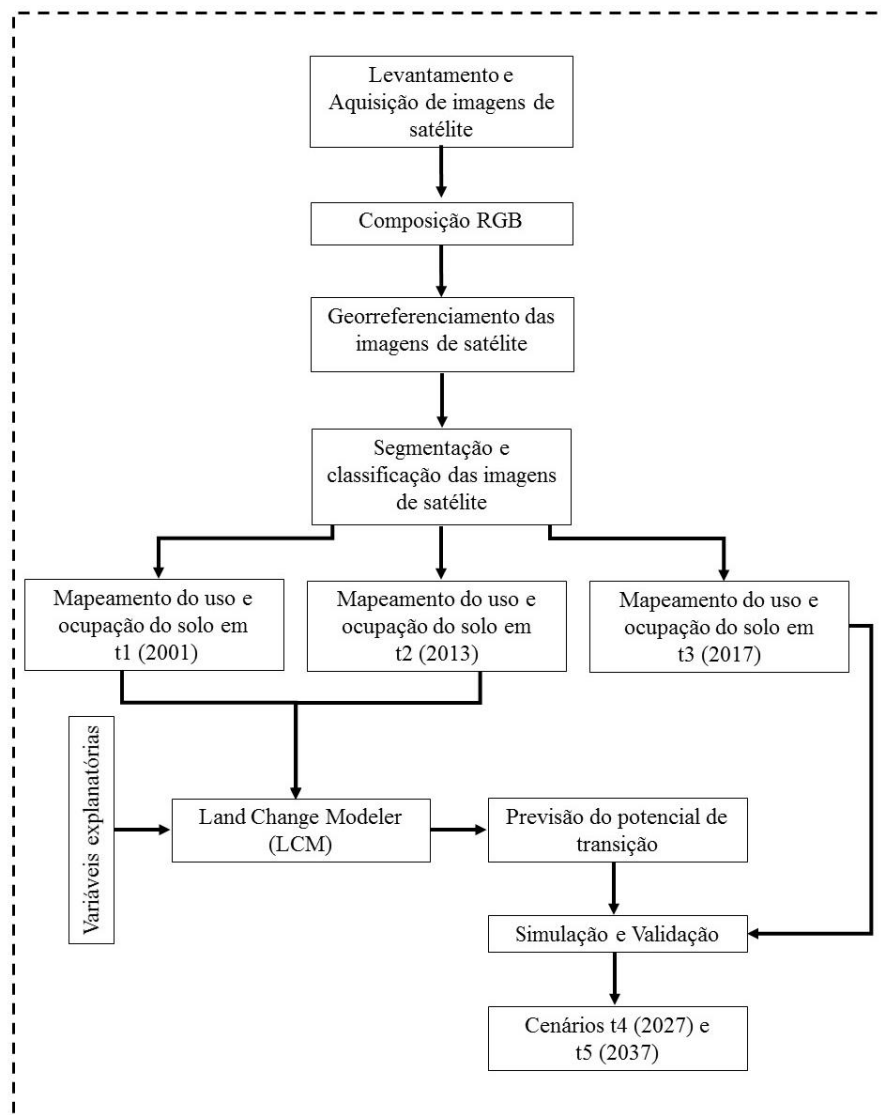 Levantamento e
Aquisição de imagens de
satélite
Composição RGB
Georreferenciamento das
imagens de satélite
Segmentação e
classificação das imagens
de satélite
Mapeamento do uso e
ocupação do solo em
t1 (2001)
Mapeamento do uso e
ocupação do solo em
t2 (2013)
Mapeamento do uso e
ocupação do solo em
t3 (2017)
Variáveis explanatórias
Land Change Modeler
(LCM)
Previsão do potencial de
transição
Simulação e Validação
Cenários t4 (2027) e
t5 (2037)